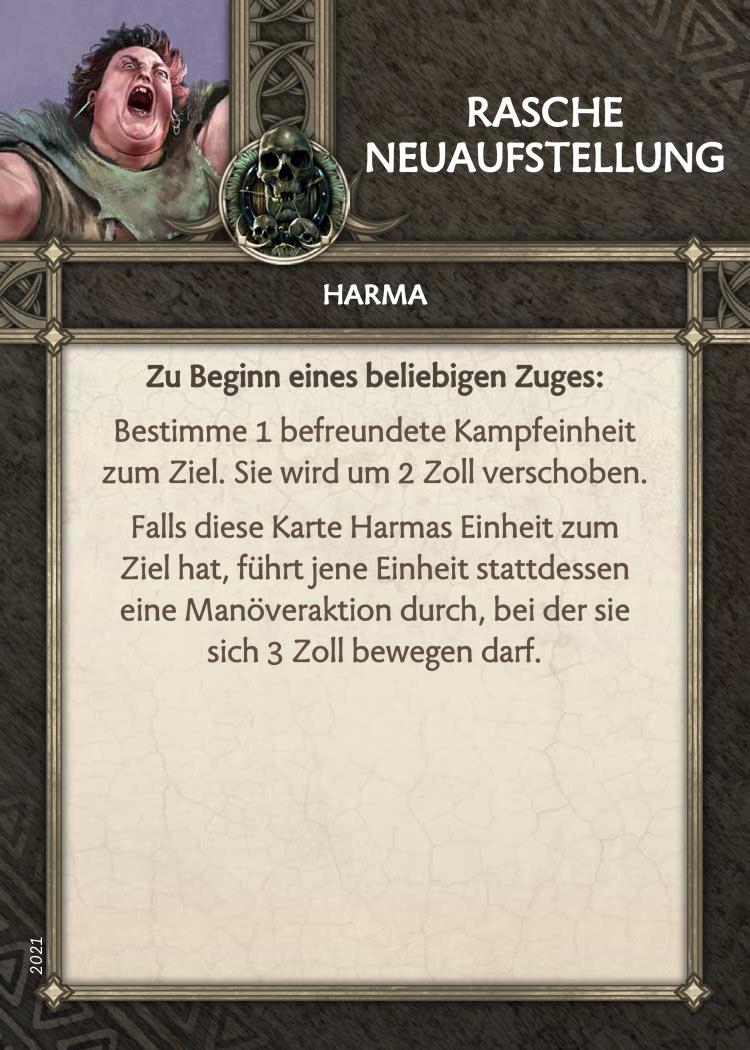 RASCHE
NEUAUFSTELLUNG
HARMA
Zu Beginn eines beliebigen Zuges:
Bestimme 1 befreundete Kampfeinheit
zum Ziel. Sie wird um 2 Zoll verschoben.
Falls diese Karte Harmas Einheit zum
Ziel hat, führt jene Einheit stattdessen
eine Manöveraktion durch, bei der sie
sich 3 Zoll bewegen darf.
2021